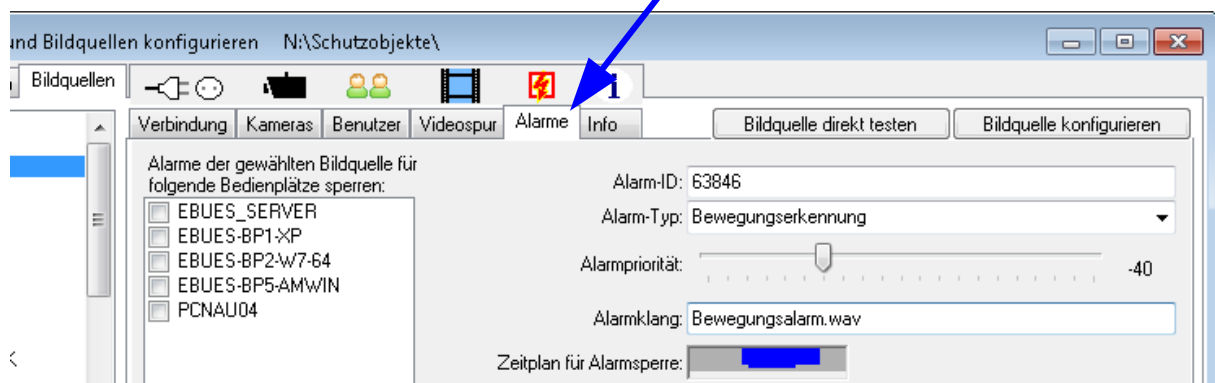 und Bildquellen konfigurieren N:\Schutzobjekte\
Bildquellen
Verbindung Kameras Benutzer Videospur Alarme Info Bildquelle direkt testen Bildquelle konfigurieren
Alarme der gewählten Bildquelle für
folgende Bedienplätze sperren:
EBUES_SERVER
EBUES-BP1-XP
EBUES-BP2-W7-64
EBUES-BP5-AMWIN
PCNAU04
Alarm-ID: 63846
Alarm-Typ: Bewegungserkennung
Alarmpriorität: -40
Alarmklang: Bewegungsalarm.wav
Zeitplan für Alarmsperre: